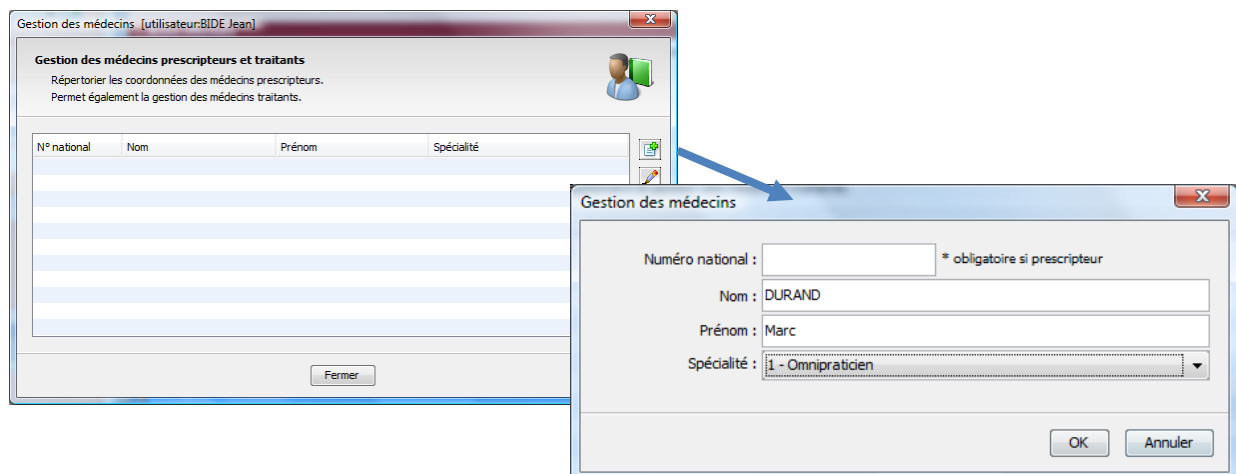 Gestion des médecins [utilisateur:BIDE Jean]
Gestion des médecins prescripteurs et traitants
Répertorier les coordonnées des médecins prescripteurs.
Permet également la gestion des médecins traitants.
N° national Nom Prénom Spécialité
Fermer
Gestion des médecins
Numéro national : * obligatoire si prescripteur
Nom : DURAND
Prénom : Marc
Spécialité : 1 - Omnipraticien
OK Annuler